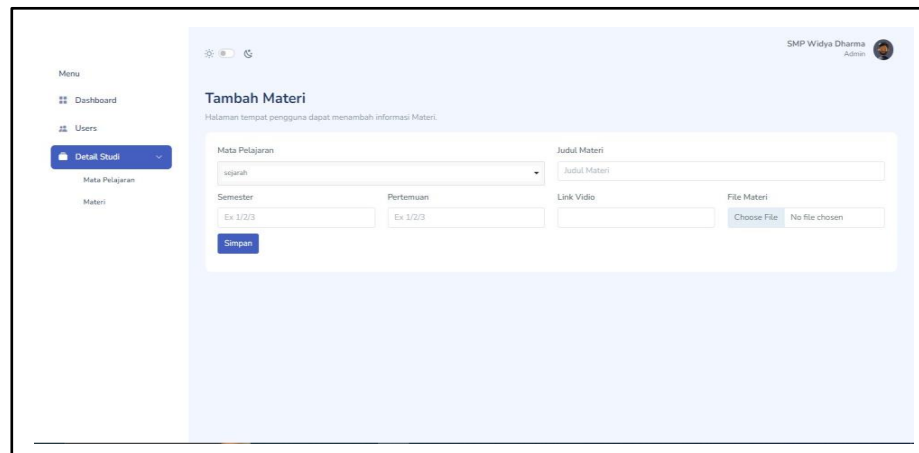 SMP Widya Dharma
Admin
Menu
Dashboard
Users
Detail Studi
Mata Pelajaran
Materi
Tambah Materi
Halaman tempat pengguna dapat menambah informasi Materi.
Mata Pelajaran
Judul Materi
sejarah
Judul Materi
Semester
Pertemuan
Link Vidio
File Materi
Ex 1/2/3
Ex 1/2/3
Choose File
No file chosen
Simpan